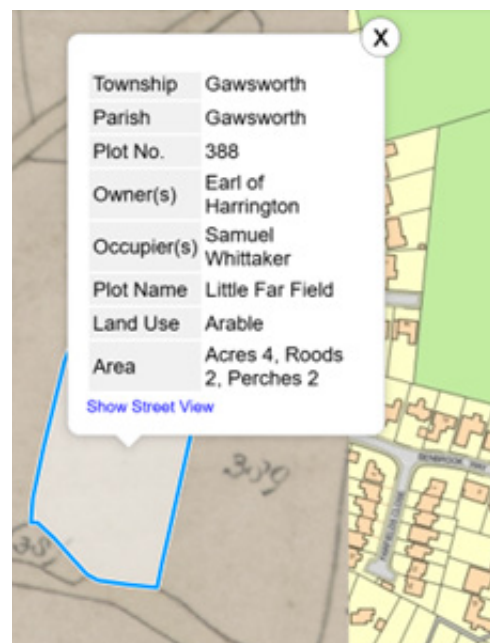 X
Township Gawsworth
Parish Gawsworth
Plot No. 388
Owner(s) Earl of
Harrington
Occupier(s) Samuel
Whittaker
Plot Name Little Far Field
Land Use Arable
Area Acres 4, Roods
2, Perches 2
Show Street View
389